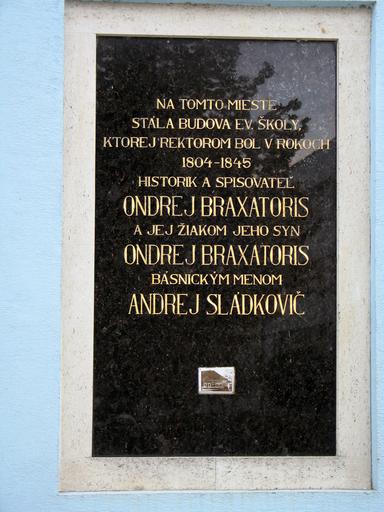 NA TOMTO MIESTE
STÁLA BUDOVA EV. ŠKOLY,
KTOREJ REKTOROM BOL V ROKOCH
1804-1845
HISTORIK A SPISOVATEĽ
ONDREJ BRAXATORIS
A JEJ ŽIAKOM JEHO SYN
ONDREJ BRAXATORIS
BÁSNICKÝM MENOM
ANDREJ SLÁDKOVIČ